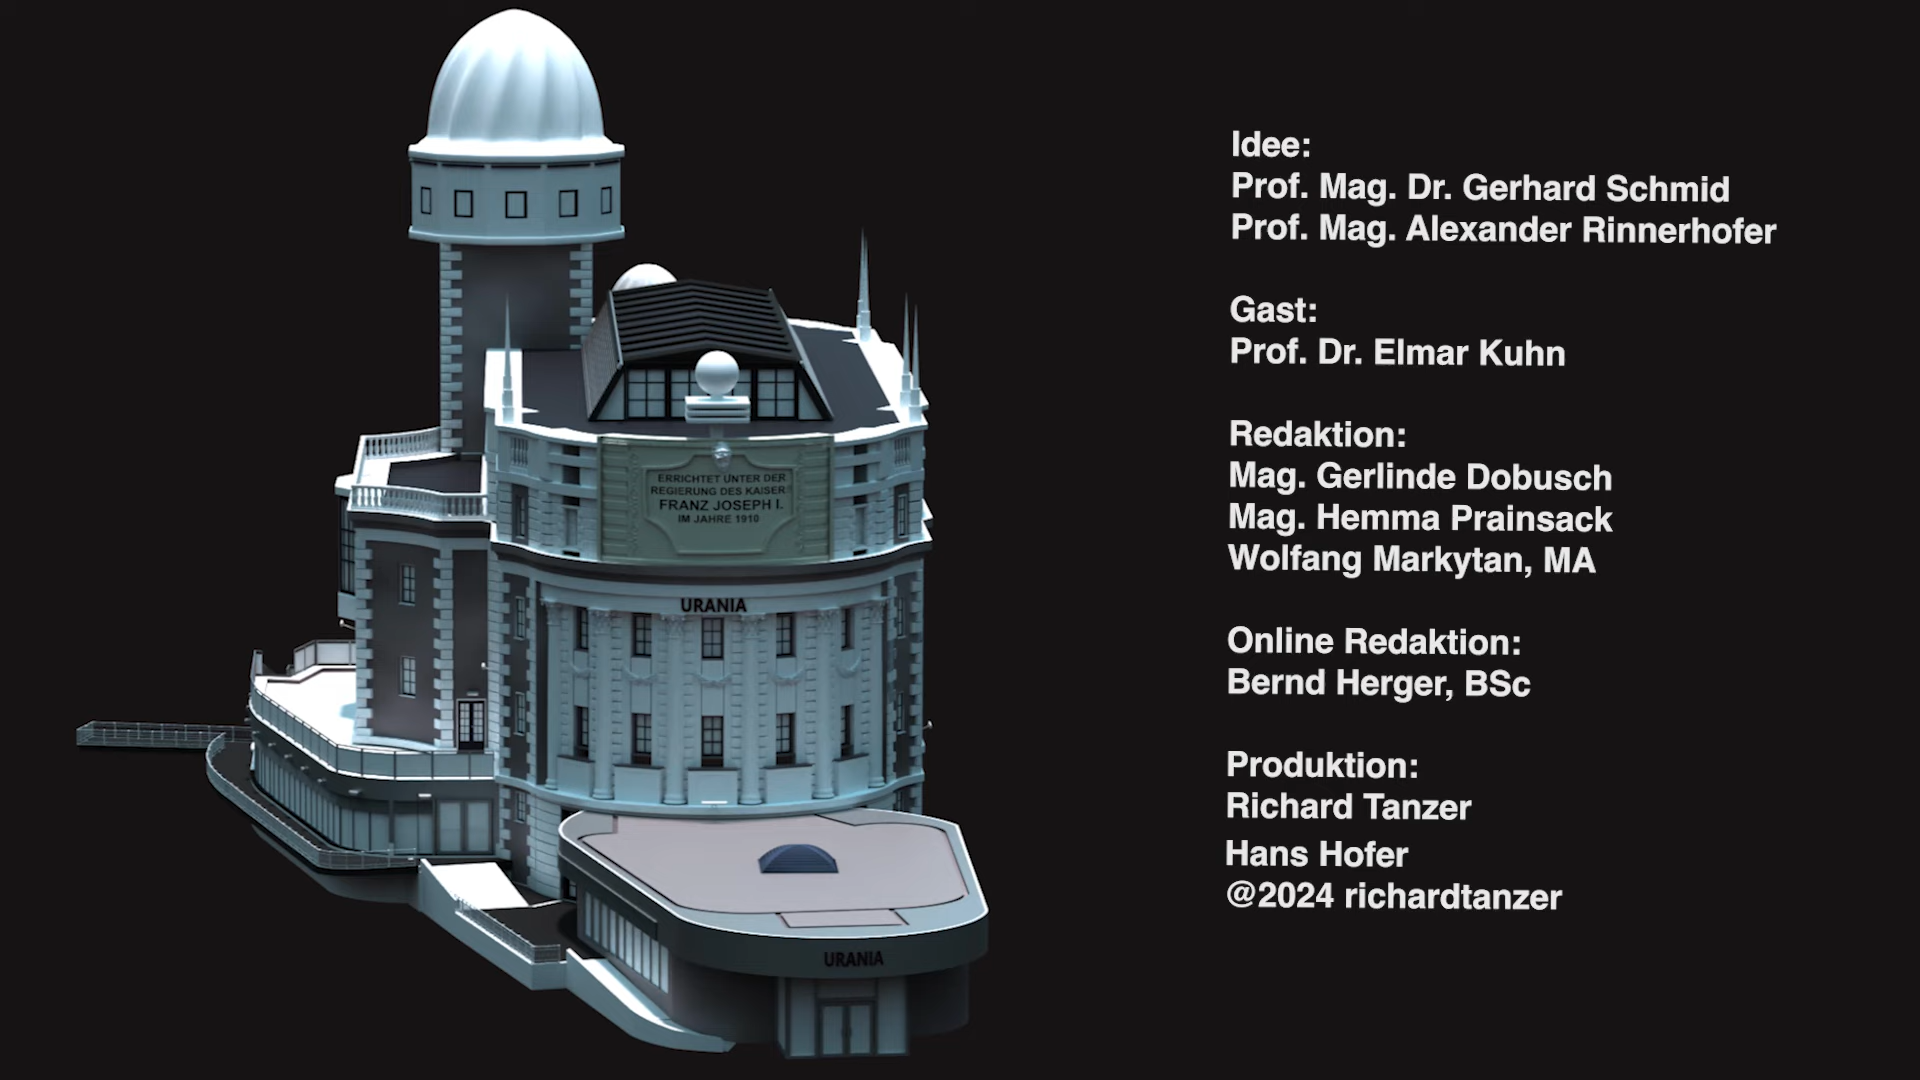 ERRICHTET UNTER DER
REGIERUNG DES KAISERS
FRANZ JOSEPH I.
IM JAHRE 1910
URANIA
URANIA
Idee:
Prof. Mag. Dr. Gerhard Schmid
Prof. Mag. Alexander Rinnerhofer
Gast:
Prof. Dr. Elmar Kuhn
Redaktion:
Mag. Gerlinde Dobusch
Mag. Hemma Prainsack
Wolfang Markytan, MA
Online Redaktion:
Bernd Herger, BSc
Produktion:
Richard Tanzer
Hans Hofer
@2024 richardtanzer